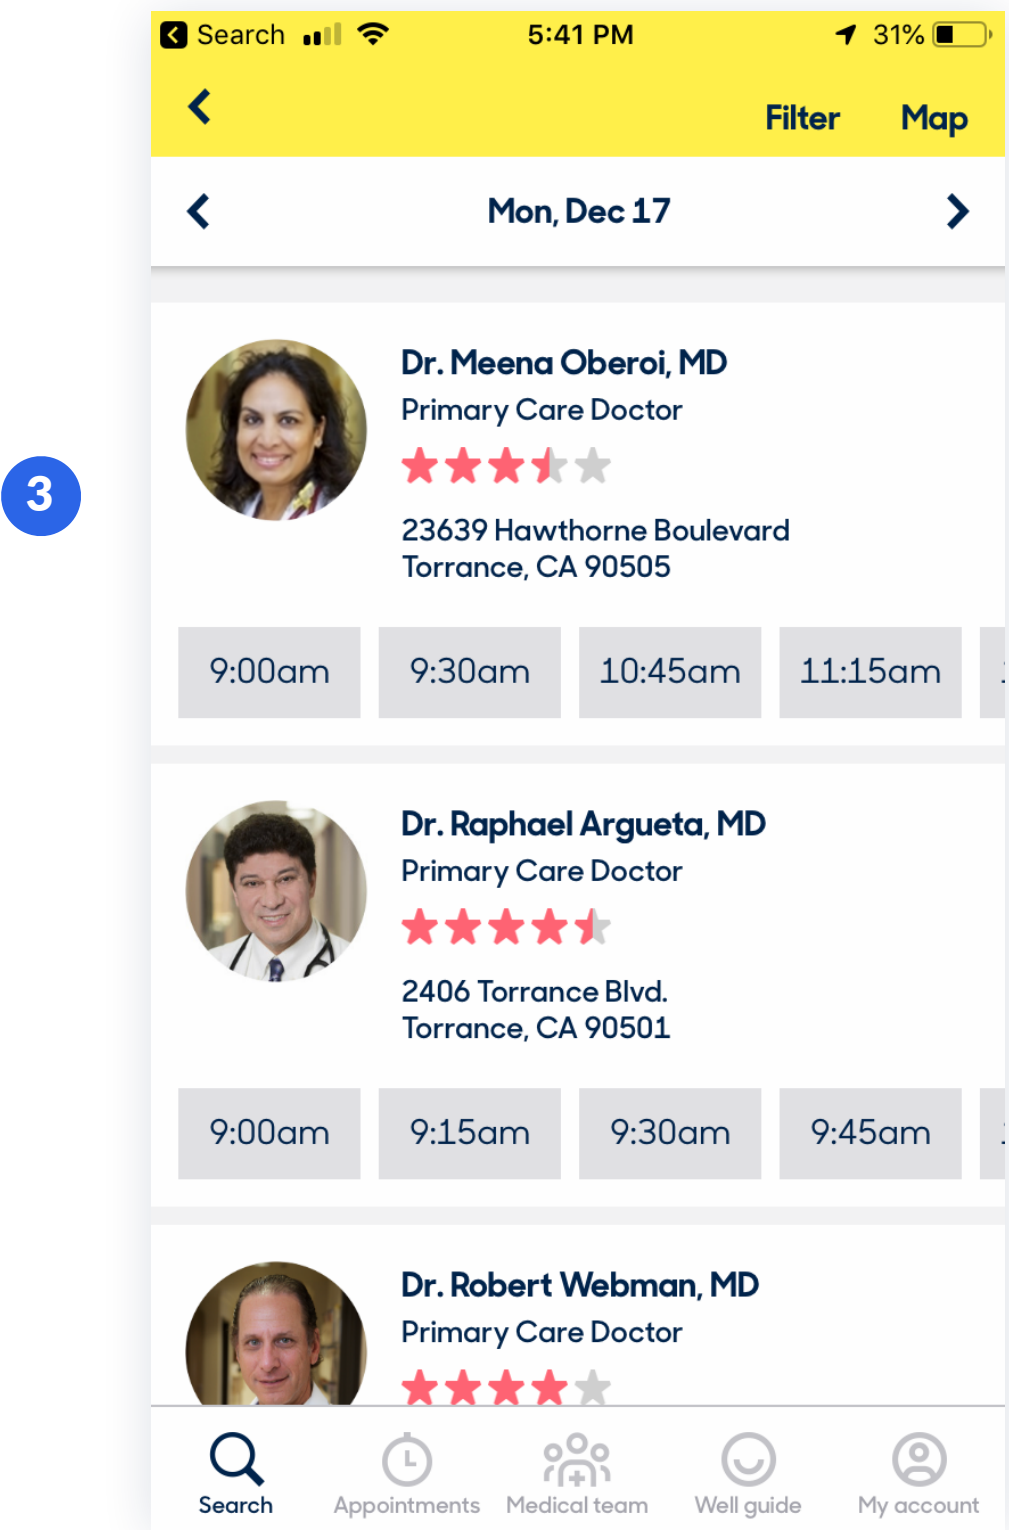 Search 5:41 PM 31%
Filter Map
Mon, Dec 17
Dr. Meena Oberoi, MD
Primary Care Doctor
3
23639 Hawthorne Boulevard
Torrance, CA 90505
9:00am 9:30am 10:45am 11:15am
Dr. Raphael Argueta, MD
Primary Care Doctor
2406 Torrance Blvd.
Torrance, CA 90501
9:00am 9:15am 9:30am 9:45am
Dr. Robert Webman, MD
Primary Care Doctor
Search Appointments Medical team Well guide My account